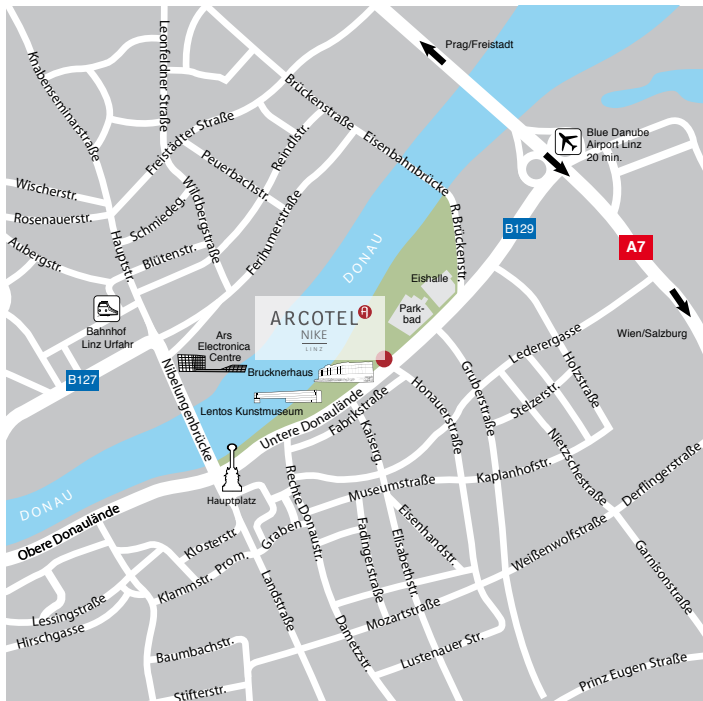 Prag/Freistadt
Knabenseminarstraße
Leonfeldner Straße
Brückenstraße
Eisenbahnbrücke
Blue Danube
Airport Linz
20 min.
Freistädter Straße
Reindlstr.
Peuerbachstr.
Wischerstr.
Rosenauerstr.
Schmiedeg.
Wildbergstraße
Ferihumerstraße
R. Brückenstr.
B129
A7
Aubergstr.
Hauptstr.
Blütenstr.
DONAU
Eishalle
Park-
bad
ARCOTEL
NIKE
LINZ
Bahnhof
Linz Urfahr
Ars
Electronica
Centre
Brucknerhaus
Wien/Salzburg
Lederergasse
Holzstraße
B127
Nibelungenbrücke
Lentos Kunstmuseum
Untere Donaulände
Fabrikstraße
Honauerstraße
Gruberstraße
Stelzerstr.
Kaiserg.
Nietzschestraße
Hauptplatz
Rechte Donaustr.
Museumstraße
Kaplanhofstr.
Derflingerstraße
DONAU
Obere Donaulände
Klosterstr.
Graben
Prom.
Klammstr.
Eisenhandstr.
Fadingerstraße
Elisabethstr.
Weißenwolfstraße
Garnisonstraße
Landstraße
Lessingstraße
Hirschgasse
Mozartstraße
Dametzstr.
Lustenauer Str.
Baumbachstr.
Stifterstr.
Prinz Eugen Straße